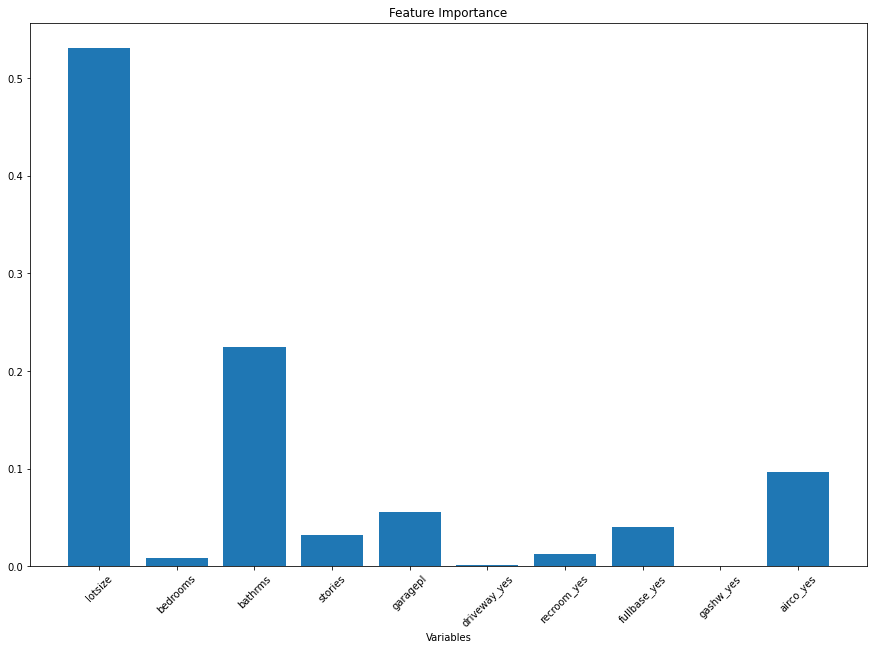 Feature Importance
0.5
0.4
0.3
0.2
0.1
0.0
lotsize
bedrooms
bathrms
stories
garagepl
driveway_yes
recroom_yes
fullbase_yes
gashw_yes
airco_yes
Variables